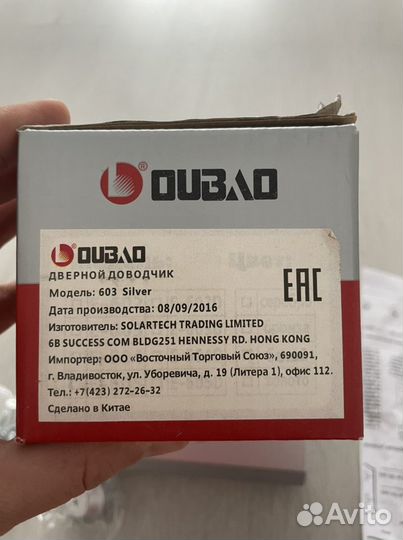 OUBAO
OUBAO
ДВЕРНОЙ ДОВОДЧИК
Модель: 603 Silver
Дата производства: 08/09/2016
Изготовитель: SOLARTECH TRADING LIMITED
6B SUCCESS COM BLDG251 HENNESSY RD. HONG KONG
Импортер: ООО «Восточный Торговый Союз», 690091,
г. Владивосток, ул. Уборевича, д. 19 (Литера 1), офис 112.
Тел.: +7(423) 272-26-32
Сделано в Китае
EAC
Avito